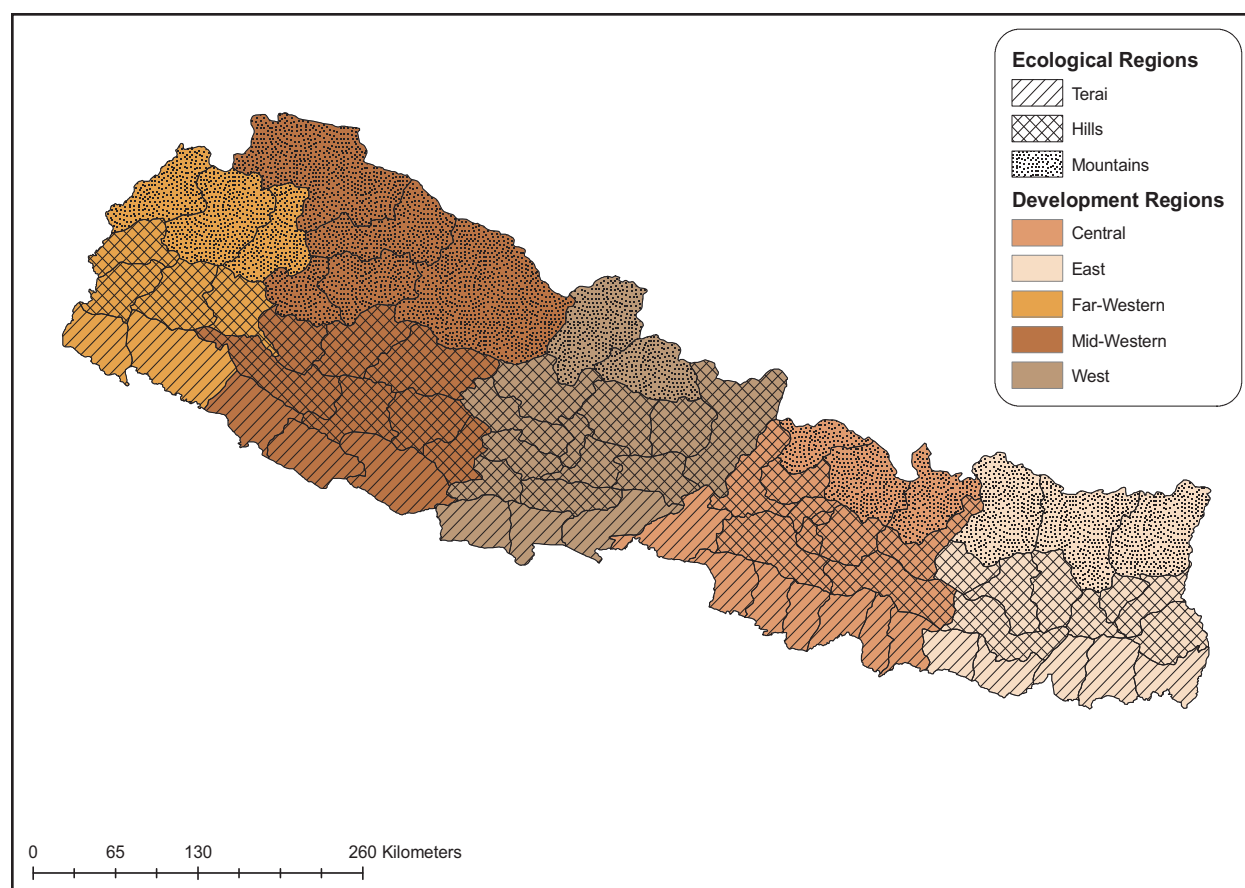 Ecological Regions
Terai
Hills
Mountains
Development Regions
Central
East
Far-Western
Mid-Western
West
0 65 130 260 Kilometers